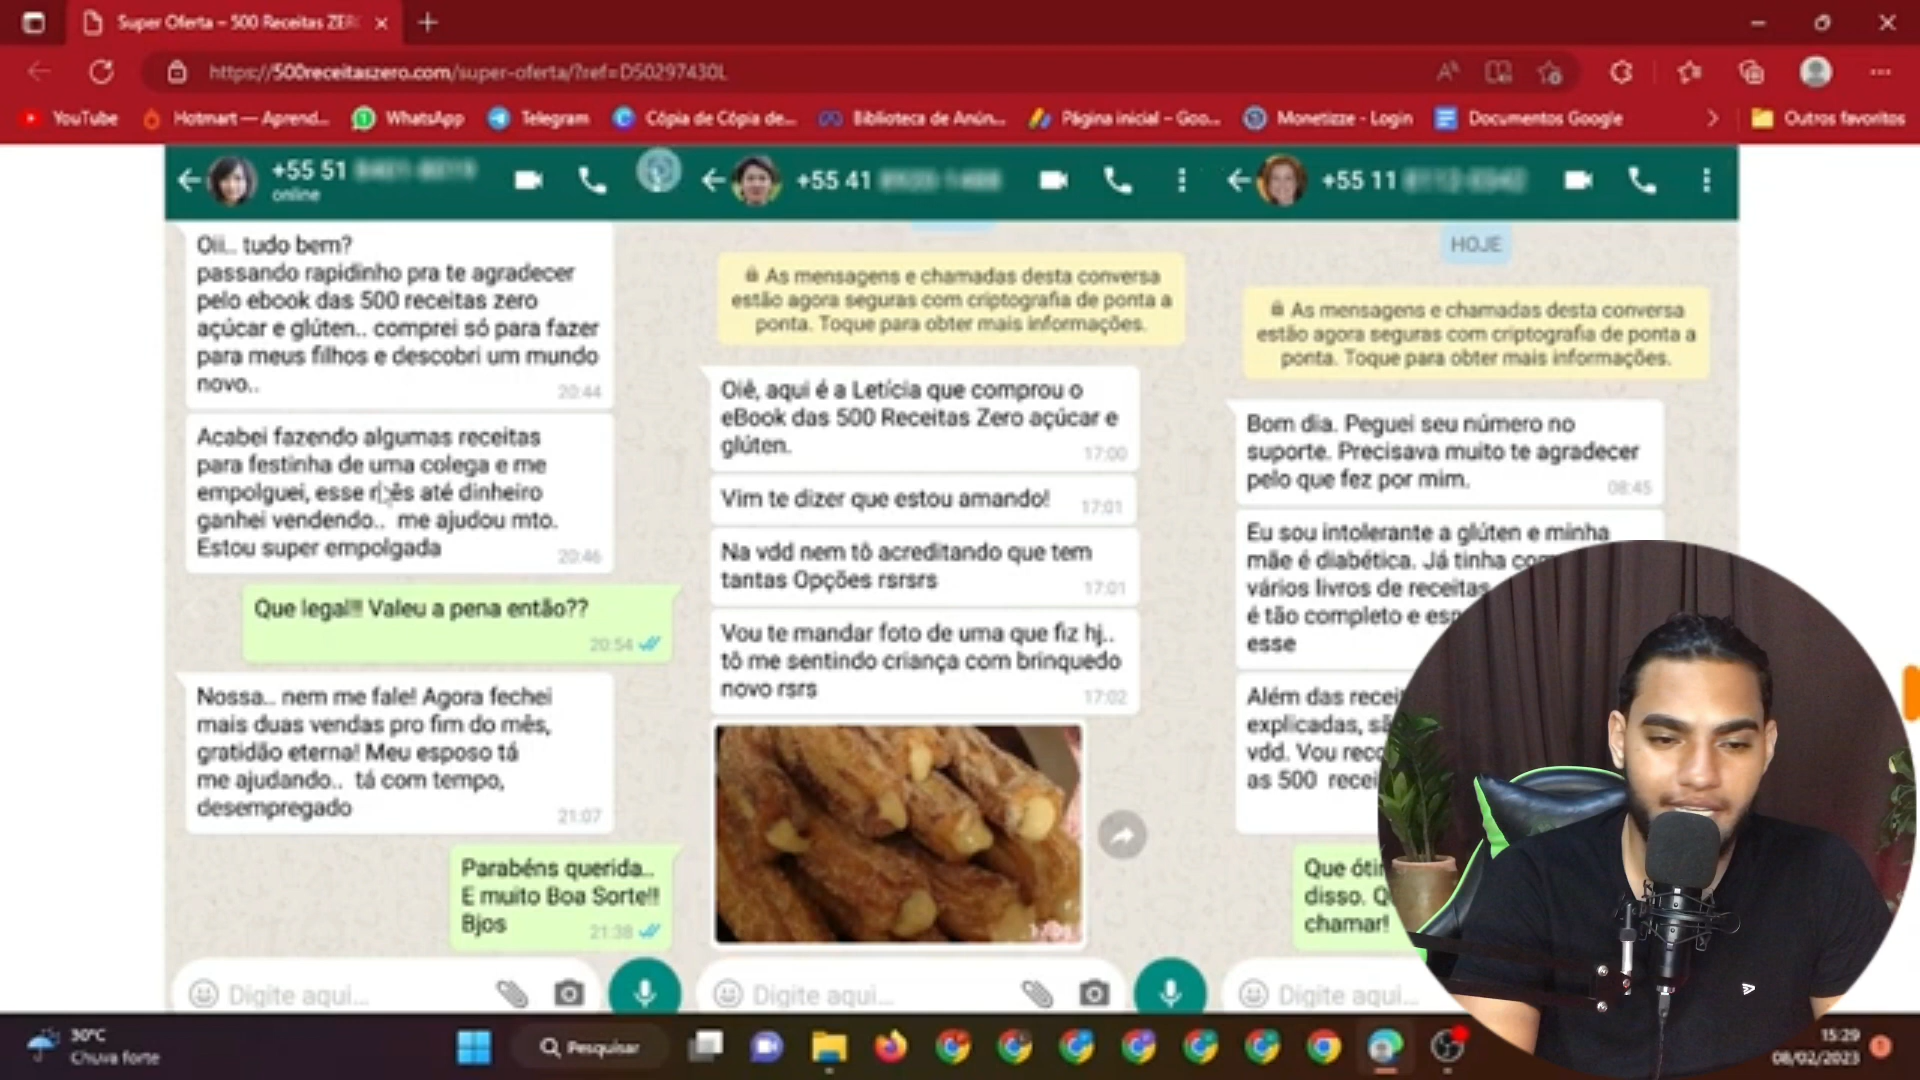 Super Oferta – 500 Receitas ZER
https://500receitaszero.com/super-oferta/?ref=D50297430L
YouTube
Hotmart — Aprend...
WhatsApp
Telegram
Cópia de Cópia de...
Biblioteca de Anún...
Página inicial – Goo...
Monetizze - Login
Documentos Google
Outros favoritos
+55 51
online
Oii.. tudo bem?
passando rapidinho pra te agradecer
pelo ebook das 500 receitas zero
açúcar e glúten.. comprei só para fazer
para meus filhos e descobri um mundo
novo..
20:44
Acabei fazendo algumas receitas
para festinha de uma colega e me
empolguei, esse mês até dinheiro
ganhei vendendo.. me ajudou mto.
Estou super empolgada
20:46
Que legal!! Valeu a pena então??
20:54
Nossa.. nem me fale! Agora fechei
mais duas vendas pro fim do mês,
gratidão eterna! Meu esposo tá
me ajudando.. tá com tempo,
desempregado
21:07
Parabéns querida..
E muito Boa Sorte!!
Bjos
21:38
Digite aqui...
+55 41
As mensagens e chamadas desta conversa
estão agora seguras com criptografia de ponta a
ponta. Toque para obter mais informações.
Oiê, aqui é a Letícia que comprou o
eBook das 500 Receitas Zero açúcar e
glúten.
17:00
Vim te dizer que estou amando!
17:01
Na vdd nem tô acreditando que tem
tantas Opções rsrsrs
17:01
Vou te mandar foto de uma que fiz hj..
tô me sentindo criança com brinquedo
novo rsrs
17:02
Digite aqui...
+55 11
HOJE
As mensagens e chamadas desta conversa
estão agora seguras com criptografia de ponta a
ponta. Toque para obter mais informações.
Bom dia. Peguei seu número no
suporte. Precisava muito te agradecer
pelo que fez por mim.
08:45
Eu sou intolerante a glúten e minha
mãe é diabética. Já tinha
vários livros de receitas
é tão completo e
esse
Além das
explicadas,
vdd. Vou
as 500
Que
disso.
chamar!
Digite aqui...
30°C
Chuva forte
Pesquisar
15:29
08/02/2023